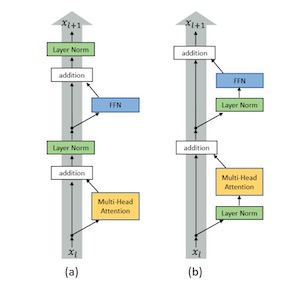 x_{l+1}
Layer Norm
addition
FFN
Layer Norm
addition
Multi-Head
Attention
x_l
(a)
x_{l+1}
addition
FFN
Layer Norm
addition
Multi-Head
Attention
Layer Norm
x_l
(b)